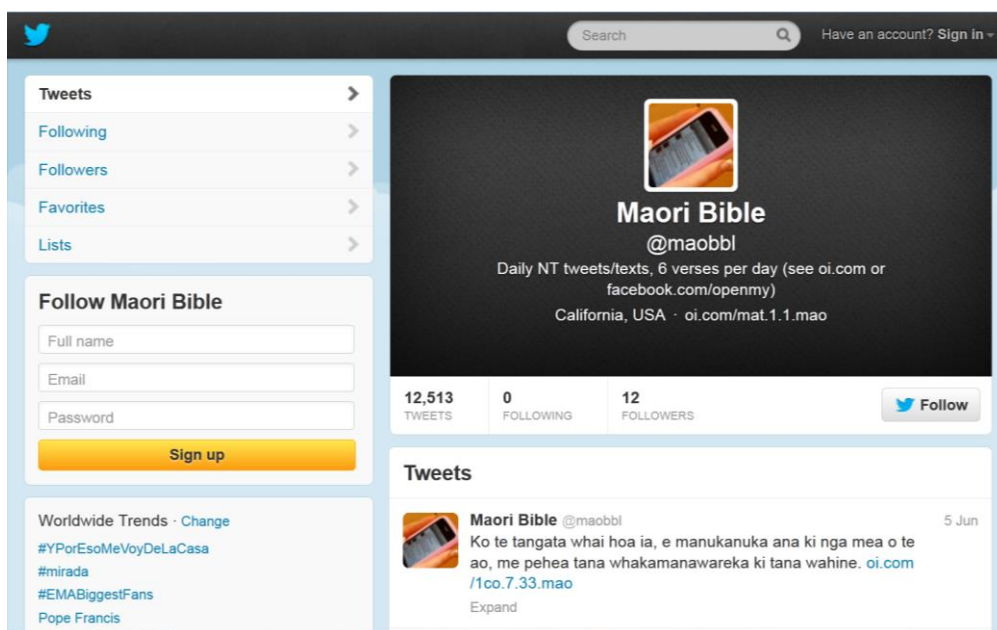 Search
Have an account? Sign in
Tweets
Following
Followers
Favorites
Lists
Follow Maori Bible
Full name
Email
Password
Sign up
Worldwide Trends · Change
#YPorEsoMeVoyDeLaCasa
#mirada
#EMABiggestFans
Pope Francis
Maori Bible
@maobbl
Daily NT tweets/texts, 6 verses per day (see oi.com or
facebook.com/openmy)
California, USA · oi.com/mat.1.1.mao
12,513 0 12
TWEETS FOLLOWING FOLLOWERS
Follow
Tweets
Maori Bible @maobbl 5 Jun
Ko te tangata whai hoa ia, e manukanuka ana ki nga mea o te
ao, me pehea tana whakamanawareka ki tana wahine. oi.com
/1co.7.33.mao
Expand